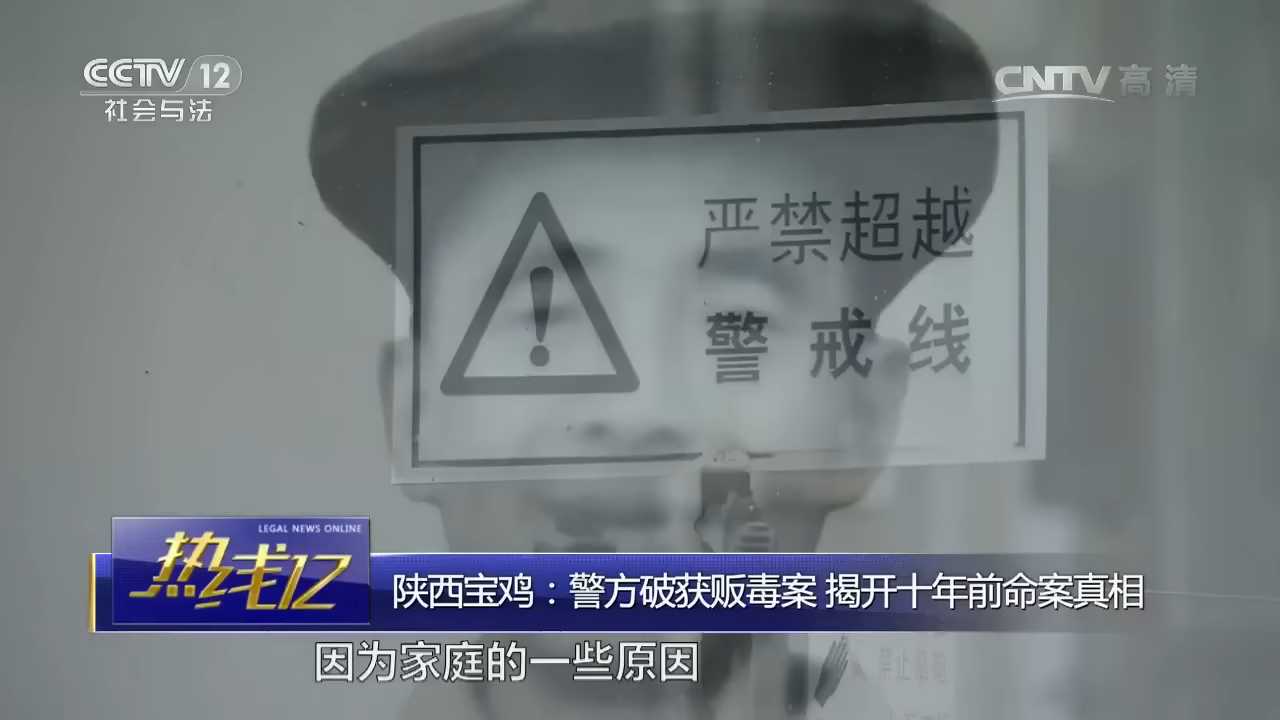 CCTV 12
社会与法
CNTV 高清
严禁超越
警戒线
LEGAL NEWS ONLINE
热线12
陕西宝鸡：警方破获贩毒案 揭开十年前命案真相
因为家庭的一些原因